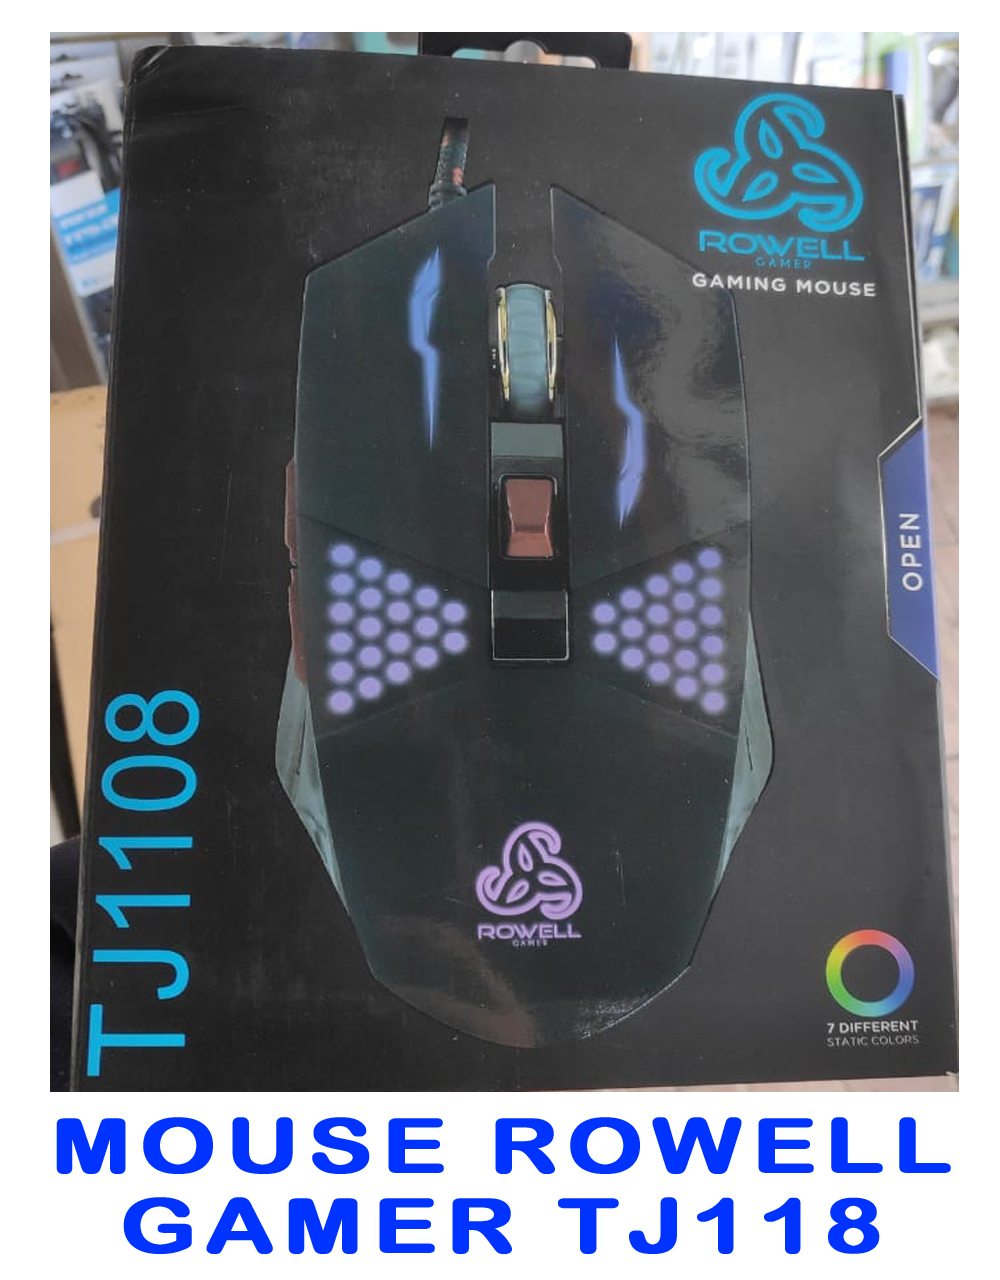 ROWELL
GAMER
GAMING MOUSE
OPEN
TJ1108
ROWELL
GAMER
7 DIFFERENT
STATIC COLORS
MOUSE ROWELL
GAMER TJ118